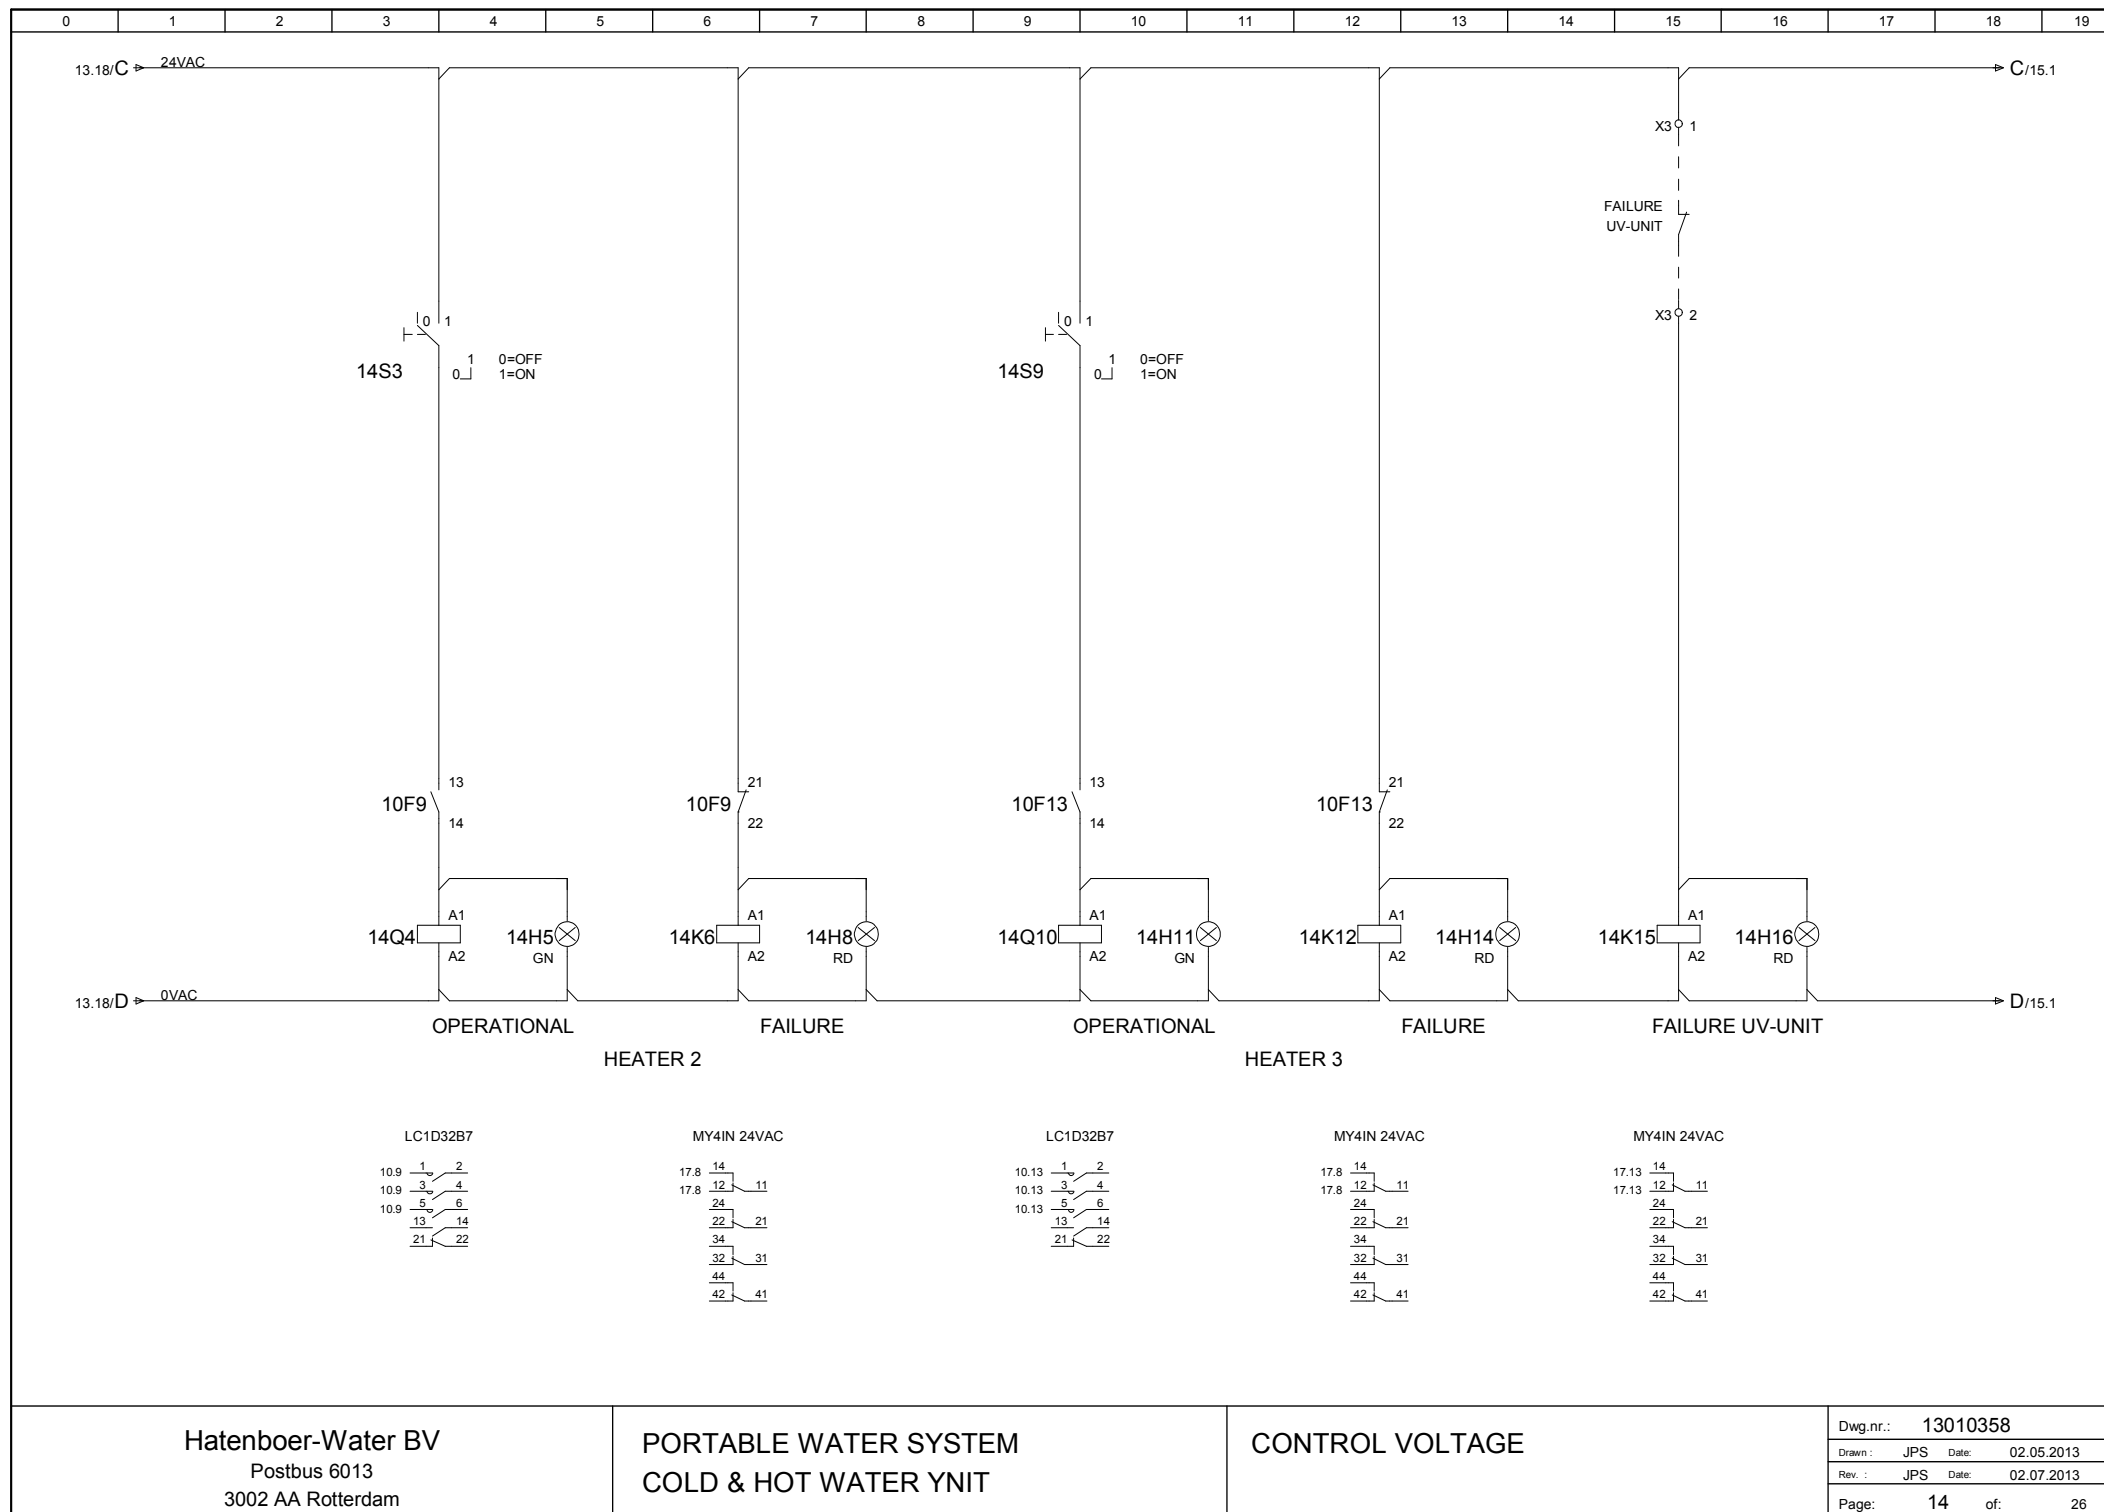 0 1 2 3 4 5 6 7 8 9 10 11 12 13 14 15 16 17 18 19
13.18/C 24VAC C/15.1
X3 1
FAILURE
UV-UNIT
X3 2
0 1 0 1
14S3 1 0=OFF 14S9 1 0=OFF
0 1=ON 0 1=ON
13 21 13 21
10F9 10F9 10F13 10F13
14 22 14 22
A1 A1 A1 A1 A1
14Q4 14H5 14K6 14H8 14Q10 14H11 14K12 14H14 14K15 14H16
A2 GN A2 RD A2 GN A2 RD A2 RD
13.18/D 0VAC D/15.1
OPERATIONAL FAILURE OPERATIONAL FAILURE FAILURE UV-UNIT
HEATER 2 HEATER 3
LC1D32B7 MY4IN 24VAC LC1D32B7 MY4IN 24VAC MY4IN 24VAC
10.9 1 2 17.8 14 10.13 1 2 17.8 14 17.13 14
10.9 3 4 17.8 12 11 10.13 3 4 17.8 12 11 17.13 12 11
10.9 5 6 24 10.13 5 6 24 24
13 14 22 21 13 14 22 21 22 21
21 22 34 21 22 34 34
32 31 32 31 32 31
44 44 44
42 41 42 41 42 41
Hatenboer-Water BV
Postbus 6013
3002 AA Rotterdam
PORTABLE WATER SYSTEM
COLD & HOT WATER YNIT
CONTROL VOLTAGE
Dwg.nr.: 13010358
Drawn : JPS Date: 02.05.2013
Rev. : JPS Date: 02.07.2013
Page: 14 of: 26